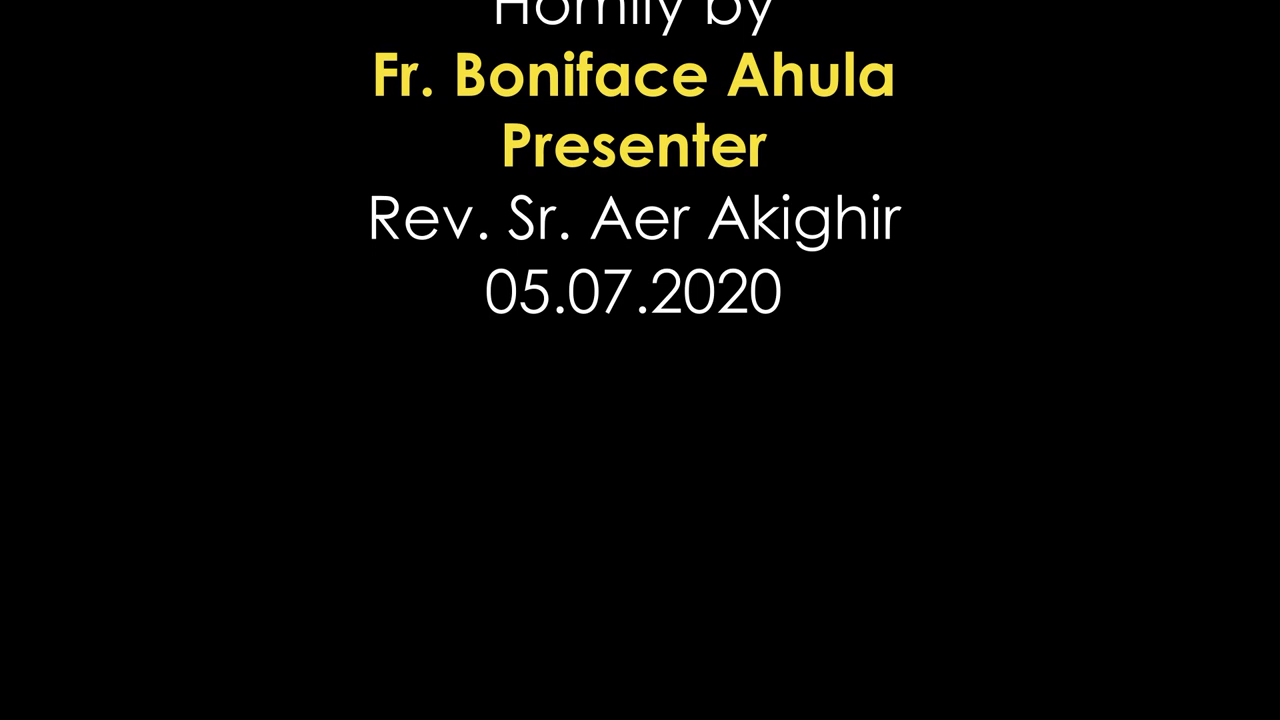 Homily by
Fr. Boniface Ahula
Presenter
Rev. Sr. Aer Akighir
05.07.2020